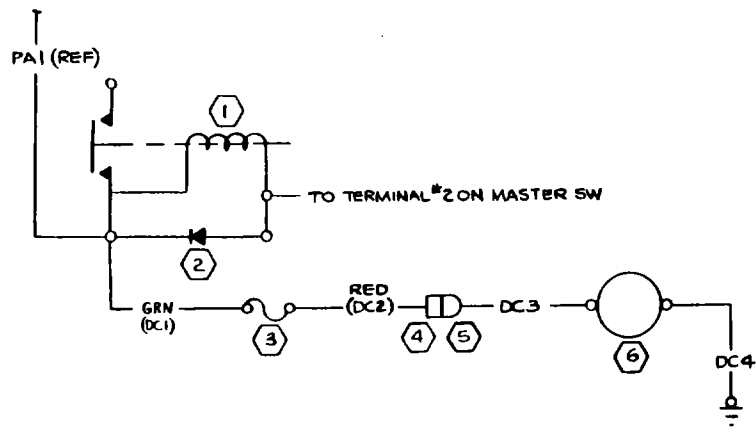 PA1 (REF)
1
TO TERMINAL #2 ON MASTER SW
2
GRN
(DC1)
3
RED
(DC2)
4
5
DC3
6
DC4